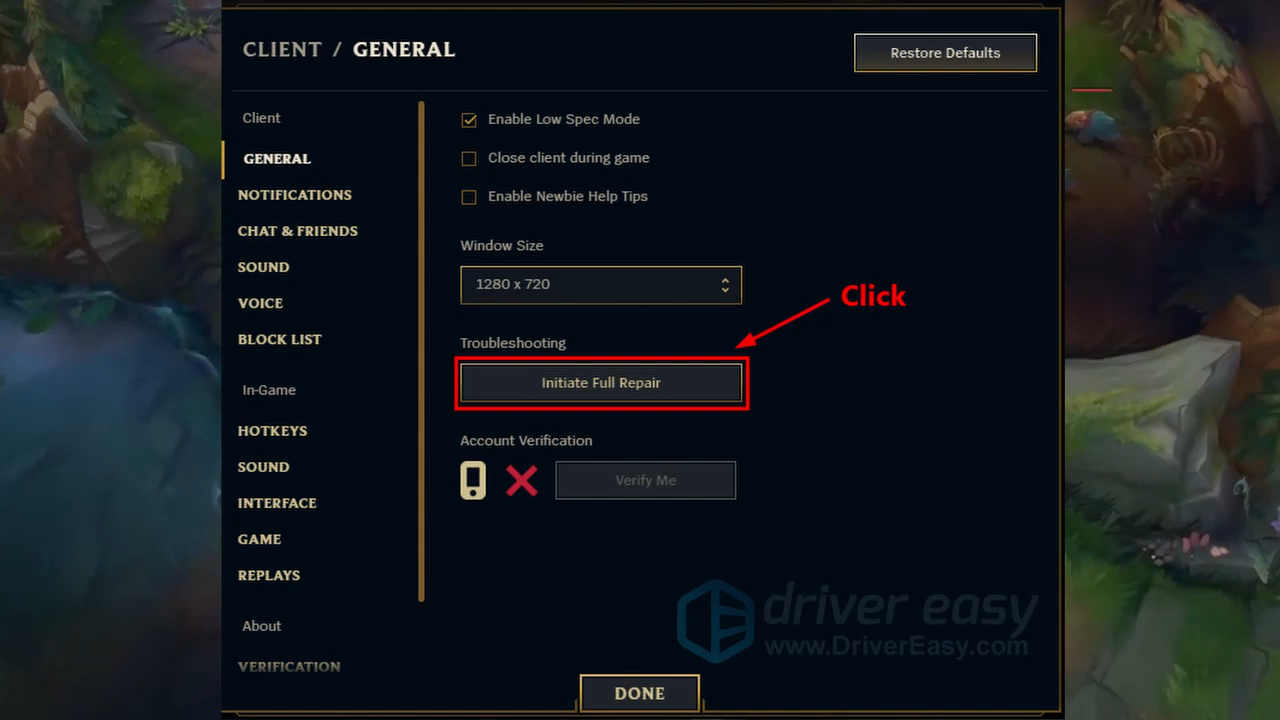 CLIENT / GENERAL
Restore Defaults
Client
GENERAL
NOTIFICATIONS
CHAT & FRIENDS
SOUND
VOICE
BLOCK LIST
In-Game
HOTKEYS
SOUND
INTERFACE
GAME
REPLAYS
About
VERIFICATION
Enable Low Spec Mode
Close client during game
Enable Newbie Help Tips
Window Size
1280 x 720
Click
Troubleshooting
Initiate Full Repair
Account Verification
Verify Me
driver easy
www.DriverEasy.com
DONE